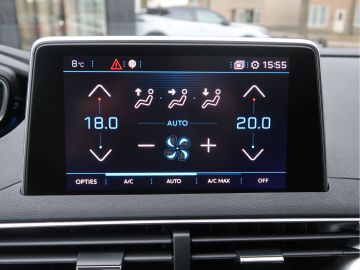 8°C 15:55
AUTO
18.0 20.0
OPTIES A/C AUTO A/C MAX OFF